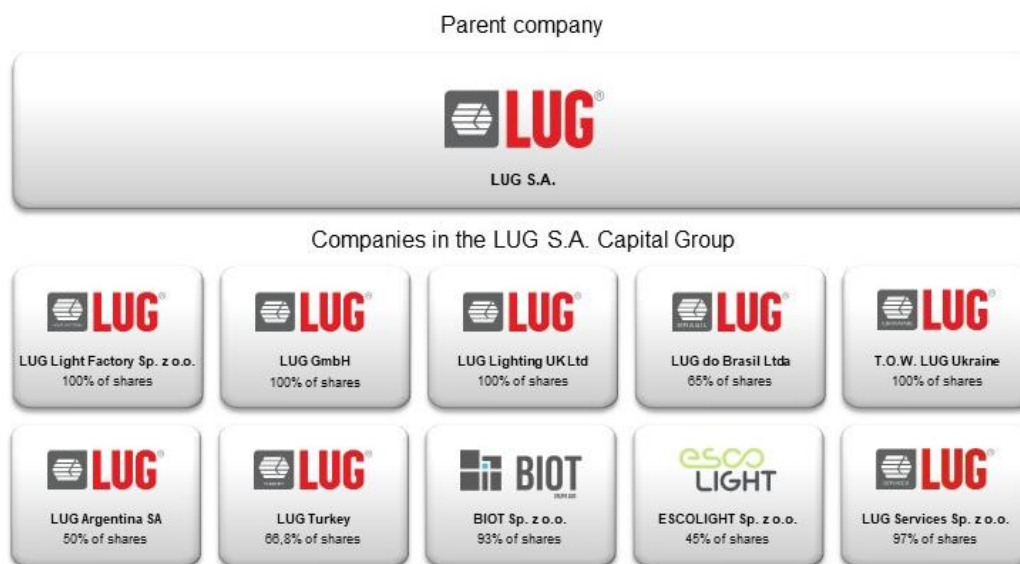 Parent company
LUG®
LUG S.A.
Companies in the LUG S.A. Capital Group
LUG®
LUG Light Factory Sp. z o.o.
100% of shares
LUG®
LUG GmbH
100% of shares
LUG®
LUG Lighting UK Ltd
100% of shares
BRASIL
LUG®
LUG do Brasil Ltda
65% of shares
UKRAINE
LUG®
T.O.W. LUG Ukraine
100% of shares
LUG®
LUG Argentina SA
50% of shares
TURKEY
LUG®
LUG Turkey
66,8% of shares
BIOT
BIOT Sp. z o.o.
93% of shares
esco
LIGHT
ESCOLIGHT Sp. z o.o.
45% of shares
SERVICES
LUG®
LUG Services Sp. z o.o.
97% of shares